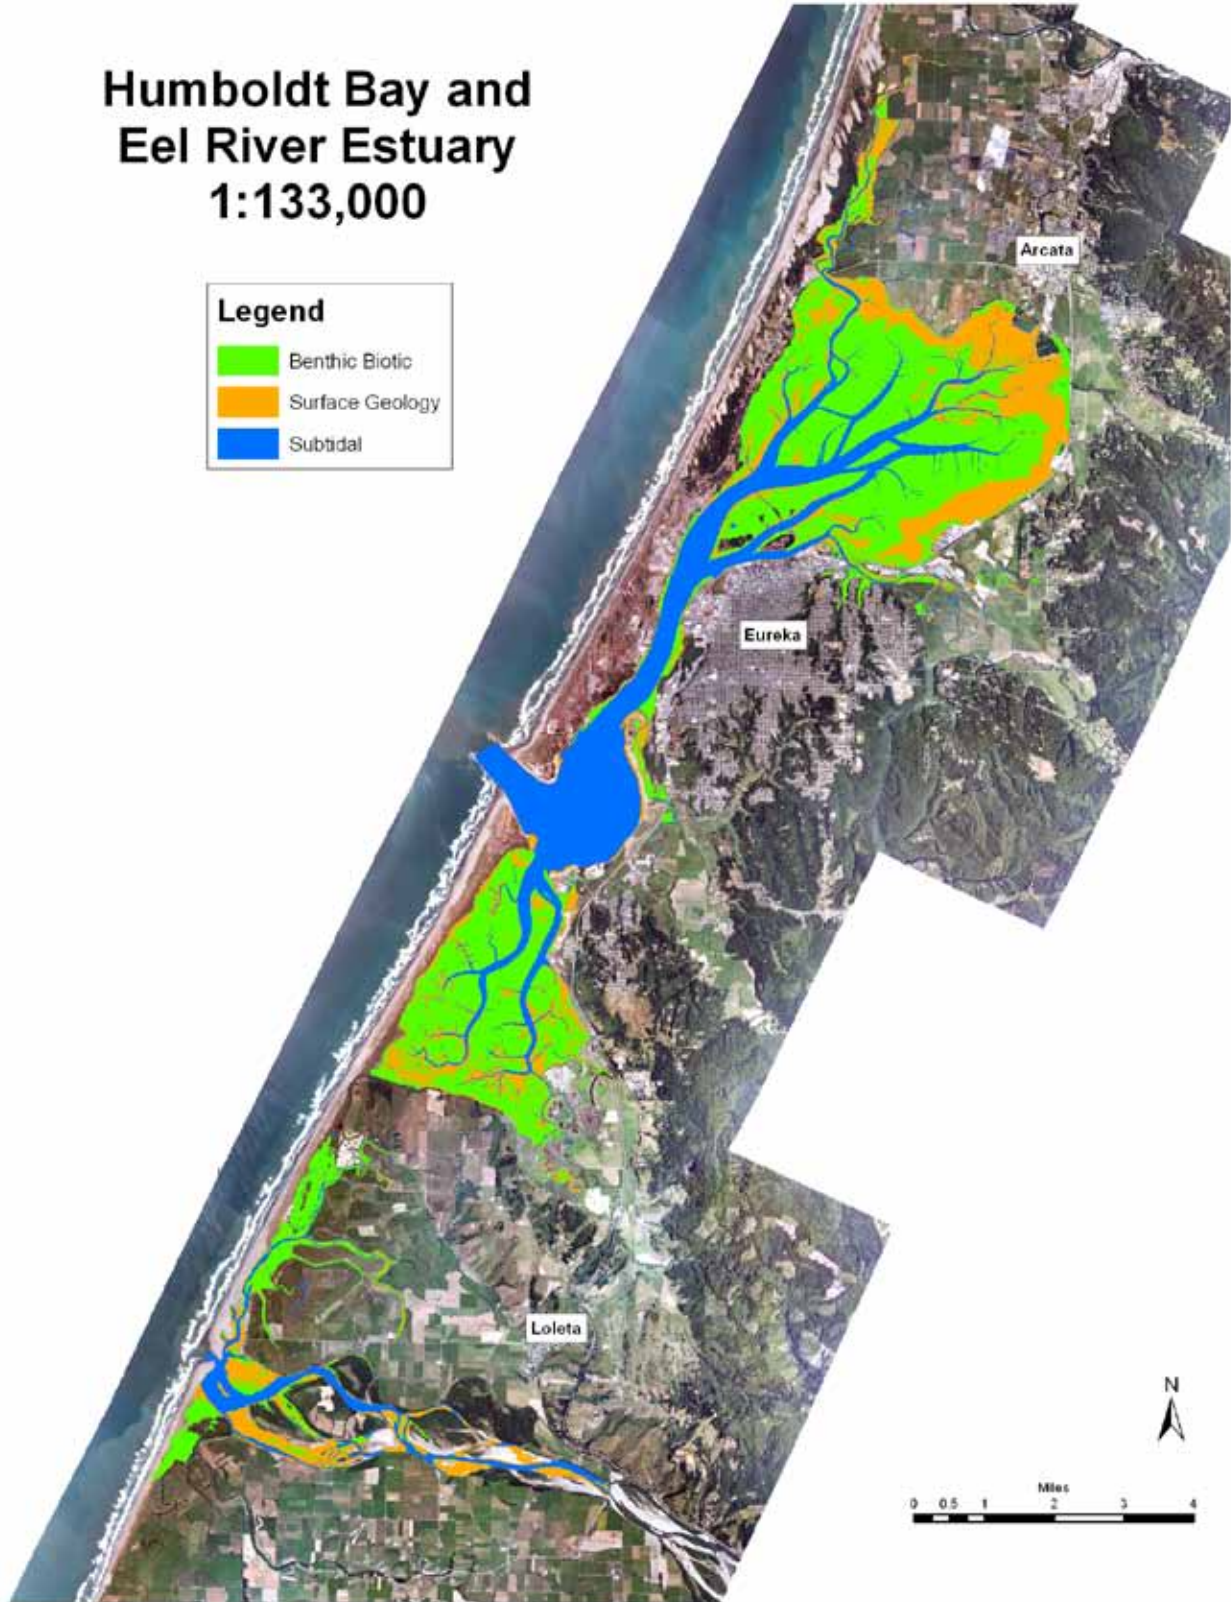 Humboldt Bay and
Eel River Estuary
1:133,000
Legend
Benthic Biotic
Surface Geology
Subtidal
Arcata
Eureka
Loleta
N
Miles
0 0.5 1 2 3 4